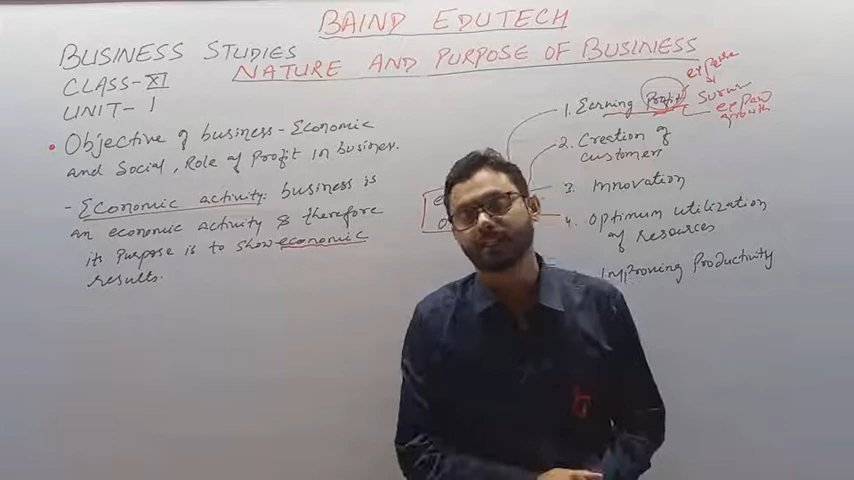 BAIND EDUTECH
BUSINESS STUDIES
CLASS-XI
UNIT-1
NATURE AND PURPOSE OF BUSINESS
Objective of business - Economic
and Social, Role of Profit in business.
- Economic activity: business is
an economic activity & therefore
its purpose is to show economic
results.
1. Earning Profit
expand
growth
2. Creation of
customer
3. Innovation
4. Optimum utilization
of resources
Improving Productivity